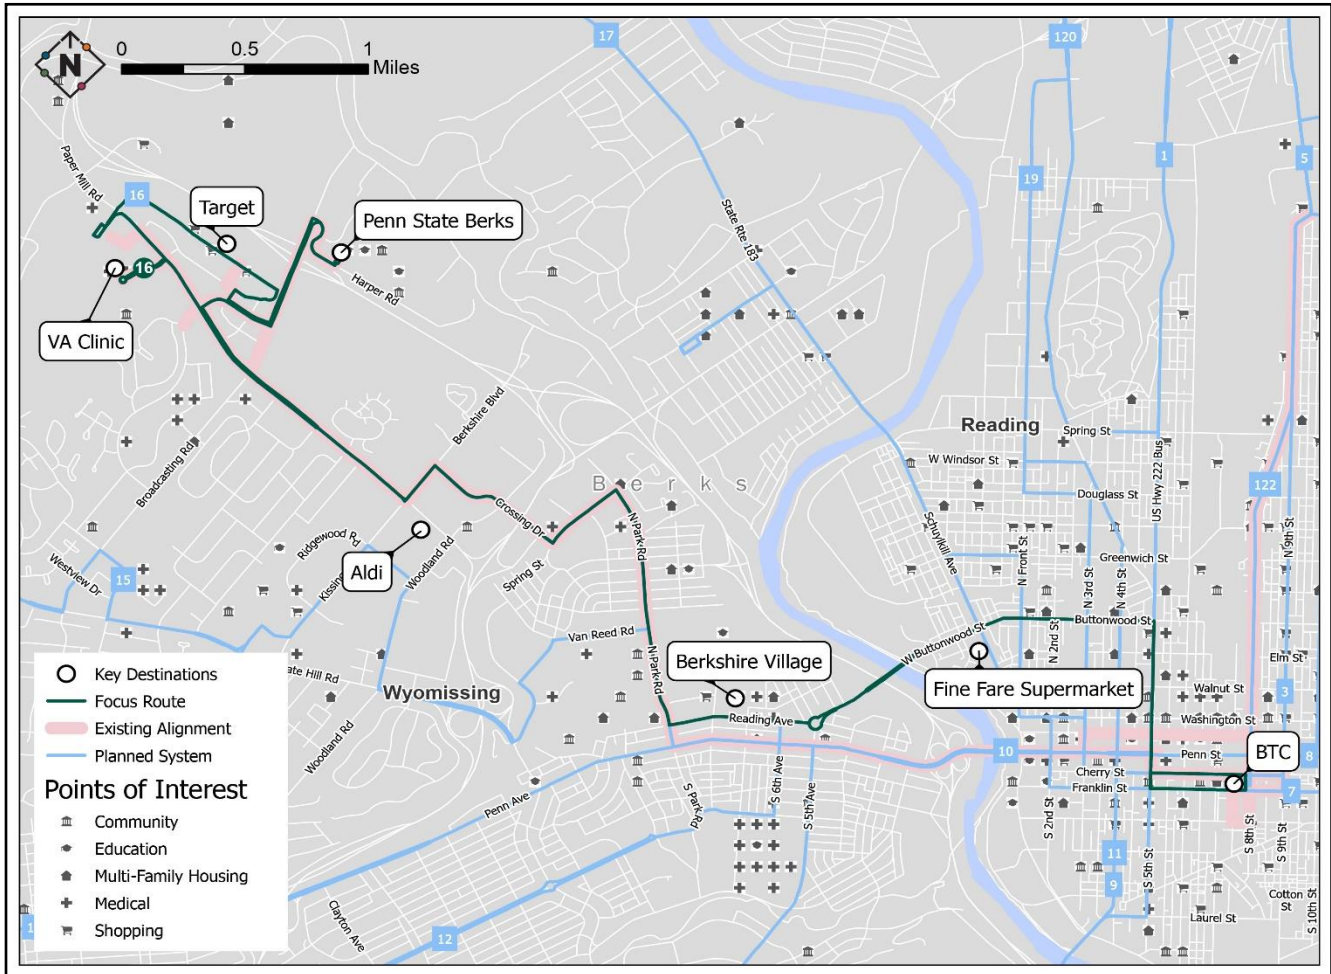 N
0
0.5
1
Miles
17
120
19
1
5
Paper Mill Rd
16
Target
Penn State Berks
State Rte 183
16
Harper Rd
VA Clinic
Berkshire Blvd
Reading
Spring St
W Windsor St
Broadcasting Rd
Berks
Douglass St
122
US Hwy 222 Bus
N 9th St
Crossing Dr
N Park Rd
Schuylkill Ave
Ridgewood Rd
Woodland Rd
Aldi
Spring St
Greenwich St
N Front St
N 3rd St
N 4th St
Westview Dr
15
Van Reed Rd
Buttonwood St
W Buttonwood St
N 2nd St
Berkshire Village
N Park Rd
Elm St
Fine Fare Supermarket
Walnut St
3
Wyomissing
Reading Ave
Washington St
Woodland Rd
10
Penn St
BTC
8
Cherry St
Franklin St
7
Penn Ave
S Park Rd
S 6th Ave
S 5th Ave
S 2nd St
11
9
S 5th St
S 8th St
S 9th St
S 10th St
Cotton St
Laurel St
Clayton Ave
12
Key Destinations
Focus Route
Existing Alignment
Planned System
Points of Interest
Community
Education
Multi-Family Housing
Medical
Shopping